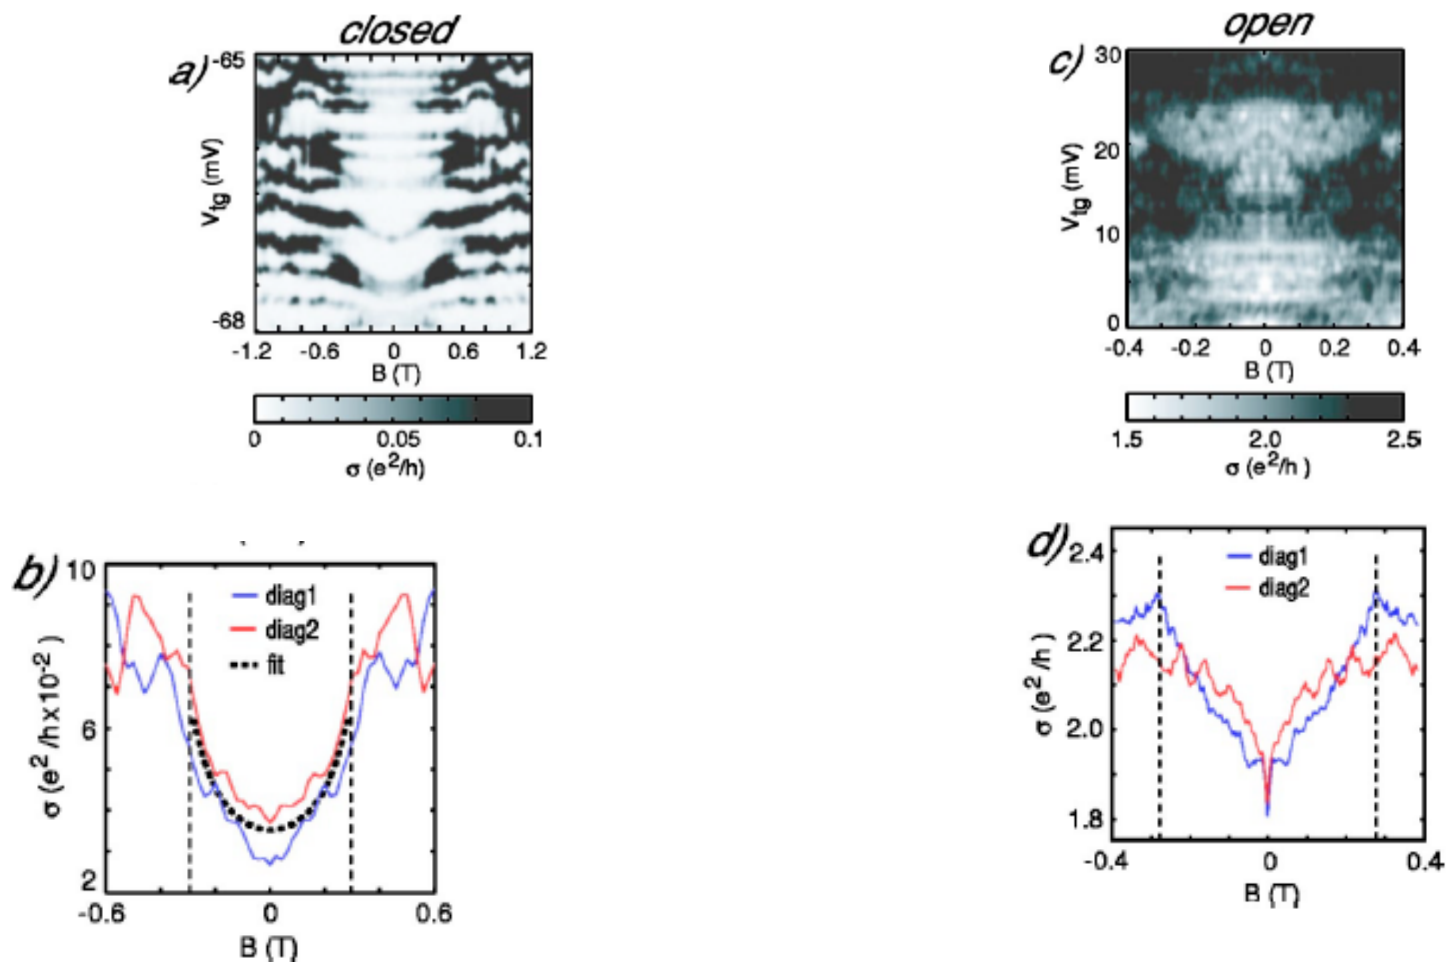 closed
a)
-65
V_tg (mV)
-68
-1.2 -0.6 0 0.6 1.2
B (T)
0 0.05 0.1
σ (e²/h)
open
c)
30
20
10
0
V_tg (mV)
-0.4 -0.2 0 0.2 0.4
B (T)
1.5 2.0 2.5
σ (e²/h )
b)
10
6
2
σ (e²/h x 10⁻²)
diag1
diag2
fit
-0.6 0 0.6
B (T)
d)
2.4
2.2
2.0
1.8
σ (e²/h)
diag1
diag2
-0.4 0 0.4
B (T)